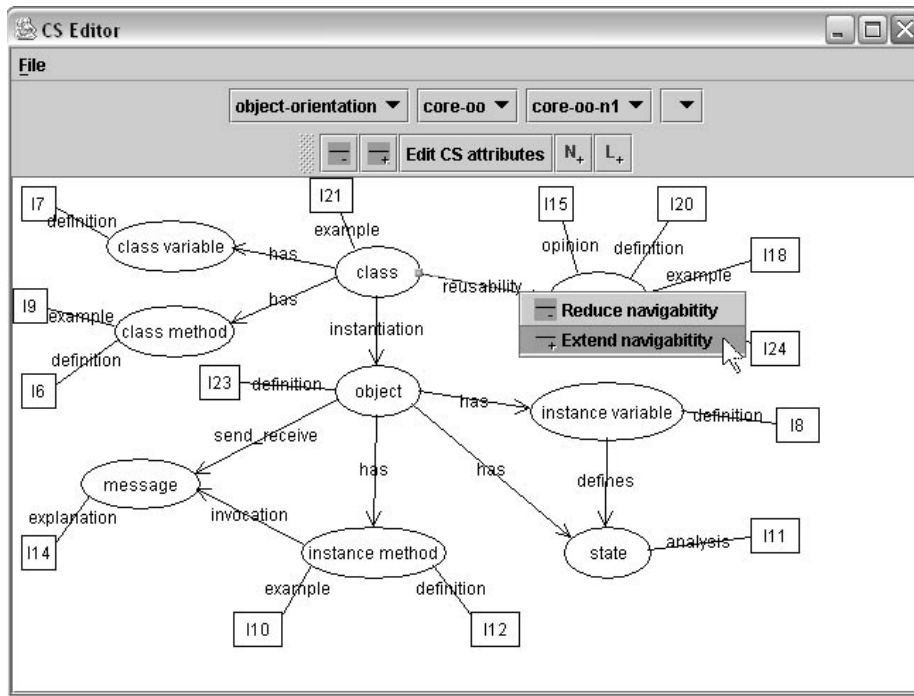 CS Editor
File
object-orientation core-oo core-oo-n1
Edit CS attributes N+ L+
I7 I21 I15 I20
definition example opinion definition
class variable has class reusability example I18
I9 has
example class method instantiation Reduce navigabitity
definition Extend navigabitity I24
I6 I23 definition object has instance variable definition I8
send_receive
message has has defines
explanation invocation
I14 instance method state analysis I11
example definition
I10 I12